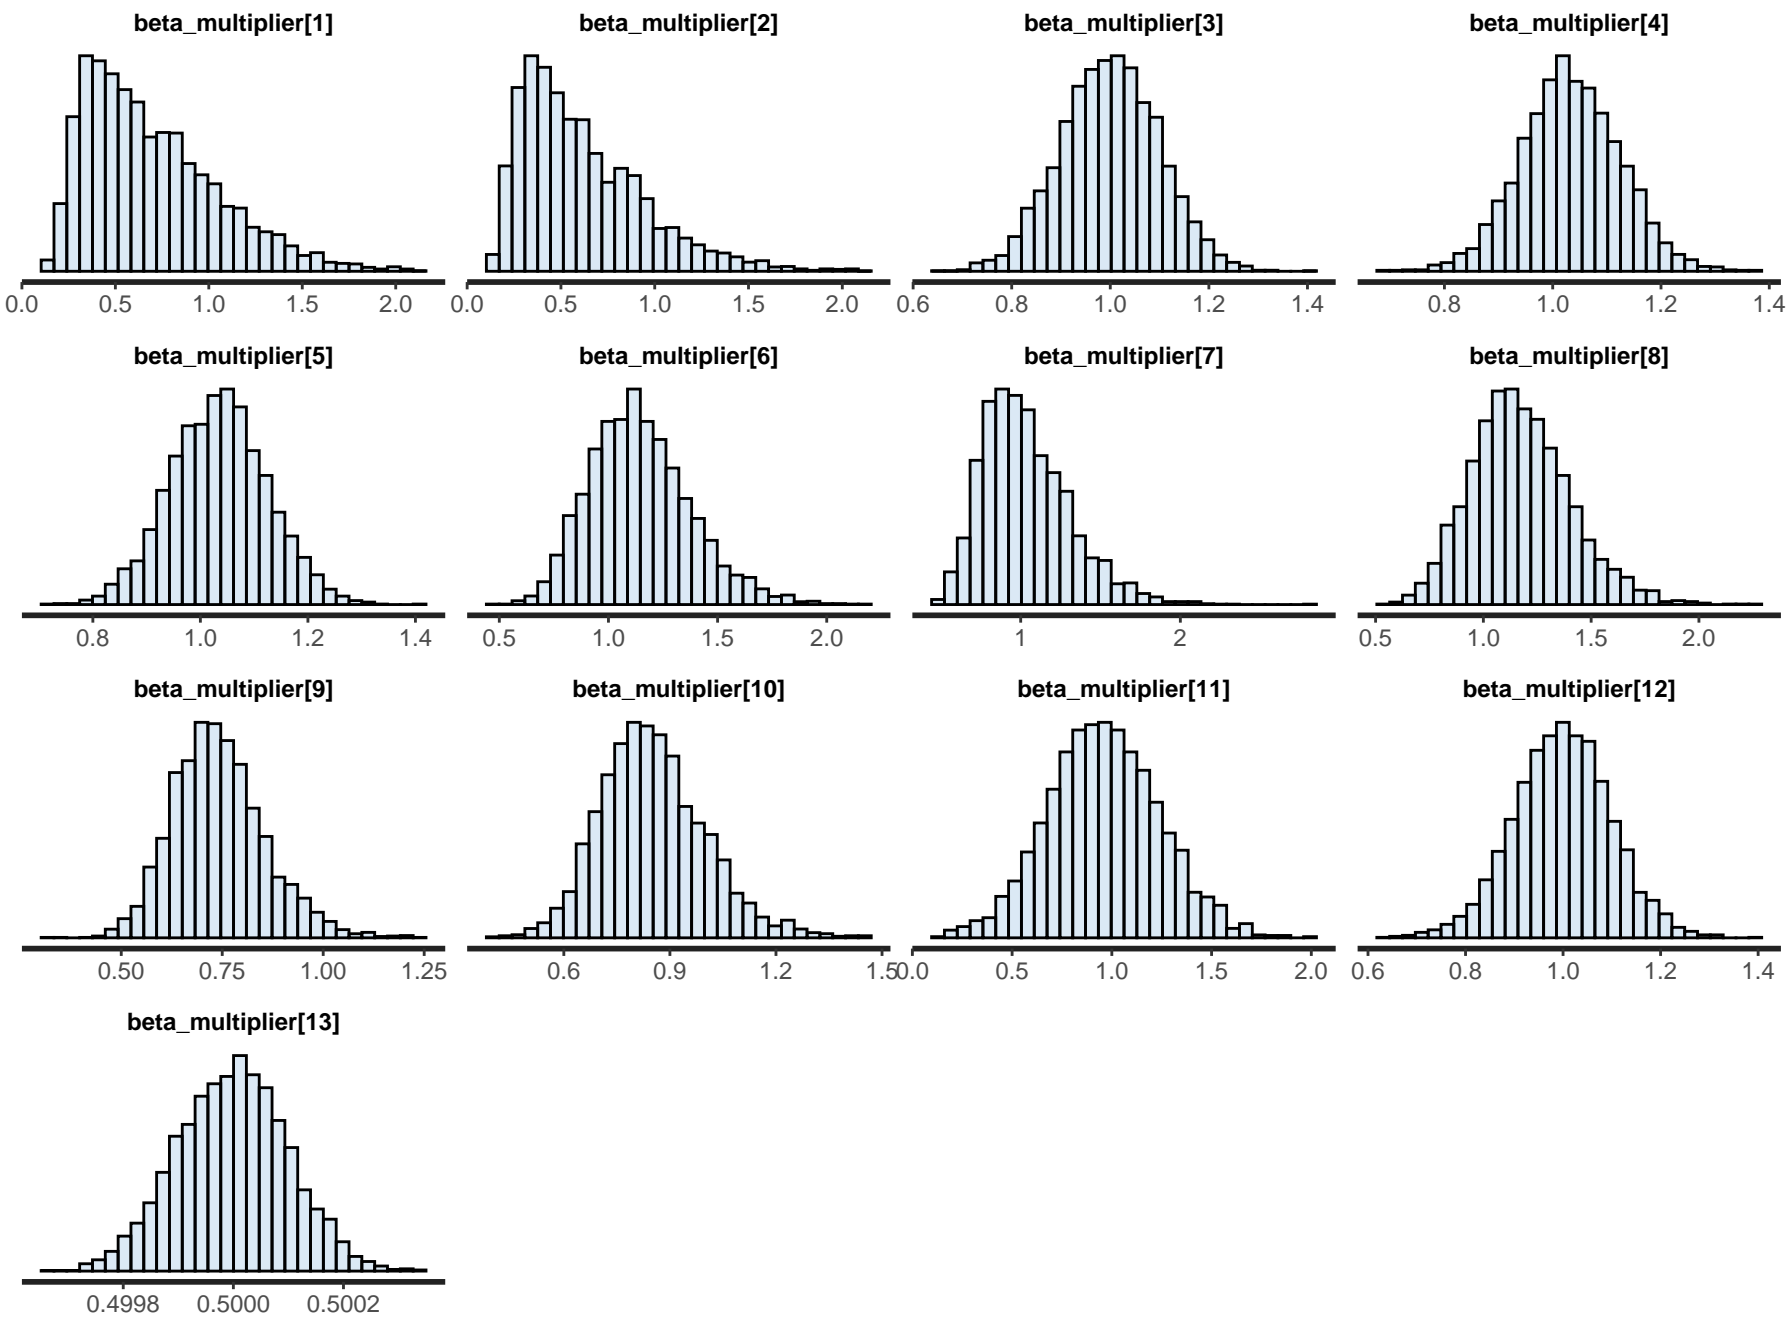 beta_multiplier[1] beta_multiplier[2] beta_multiplier[3] beta_multiplier[4]
0.0 0.5 1.0 1.5 2.0 0.0 0.5 1.0 1.5 2.0 0.6 0.8 1.0 1.2 1.4 0.8 1.0 1.2 1.4
beta_multiplier[5] beta_multiplier[6] beta_multiplier[7] beta_multiplier[8]
0.8 1.0 1.2 1.4 0.5 1.0 1.5 2.0 1 2 0.5 1.0 1.5 2.0
beta_multiplier[9] beta_multiplier[10] beta_multiplier[11] beta_multiplier[12]
0.50 0.75 1.00 1.25 0.6 0.9 1.2 1.5 0.0 0.5 1.0 1.5 2.0 0.6 0.8 1.0 1.2 1.4
beta_multiplier[13]
0.4998 0.5000 0.5002